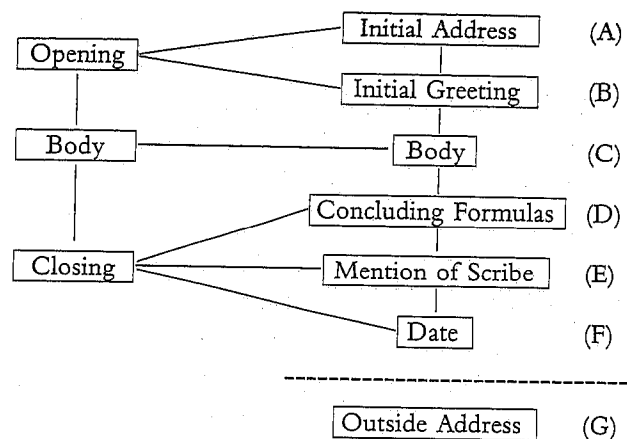 Initial Address (A)
Opening
Initial Greeting (B)
Body Body (C)
Concluding Formulas (D)
Closing Mention of Scribe (E)
Date (F)
Outside Address (G)